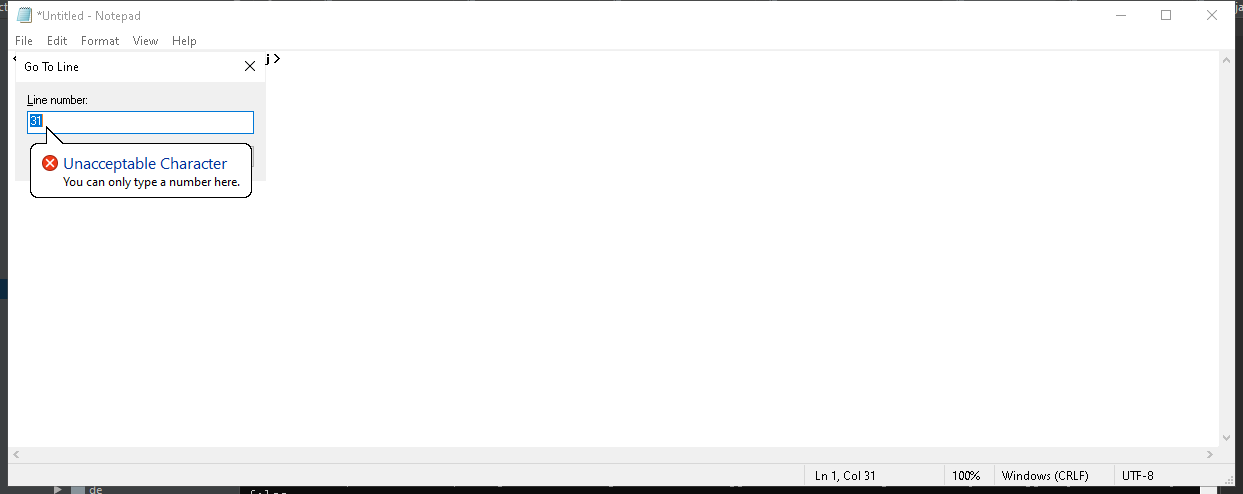 *Untitled - Notepad
File Edit Format View Help
j>
Go To Line
Line number:
31
Unacceptable Character
You can only type a number here.
Ln 1, Col 31 100% Windows (CRLF) UTF-8
de